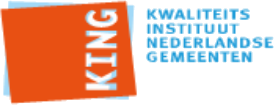 KING
KWALITEITS
INSTITUUT
NEDERLANDSE
GEMEENTEN